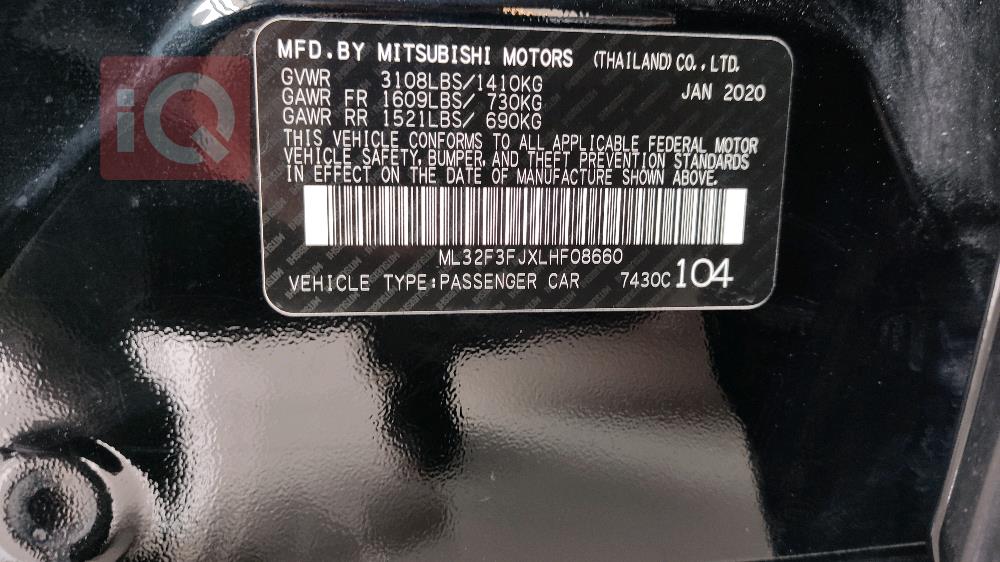 iQ
MFD.BY MITSUBISHI MOTORS (THAILAND) CO., LTD.
GVWR 3108LBS/1410KG JAN 2020
GAWR FR 1609LBS/ 730KG
GAWR RR 1521LBS/ 690KG
THIS VEHICLE CONFORMS TO ALL APPLICABLE FEDERAL MOTOR
VEHICLE SAFETY, BUMPER, AND THEFT PREVENTION STANDARDS
IN EFFECT ON THE DATE OF MANUFACTURE SHOWN ABOVE.
ML32F3FJXLHF08660
VEHICLE TYPE:PASSENGER CAR 7430C 104